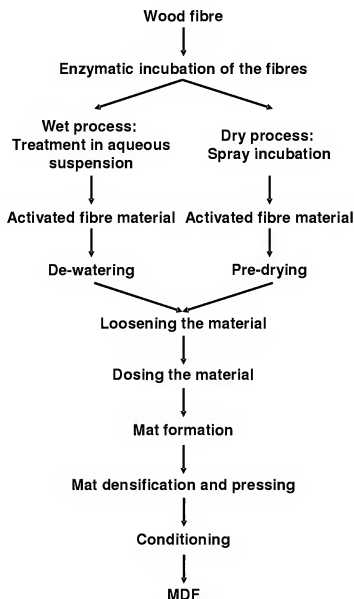 Wood fibre
Enzymatic incubation of the fibres
Wet process:
Treatment in aqueous
suspension
Dry process:
Spray incubation
Activated fibre material
Activated fibre material
De-watering
Pre-drying
Loosening the material
Dosing the material
Mat formation
Mat densification and pressing
Conditioning
MDF